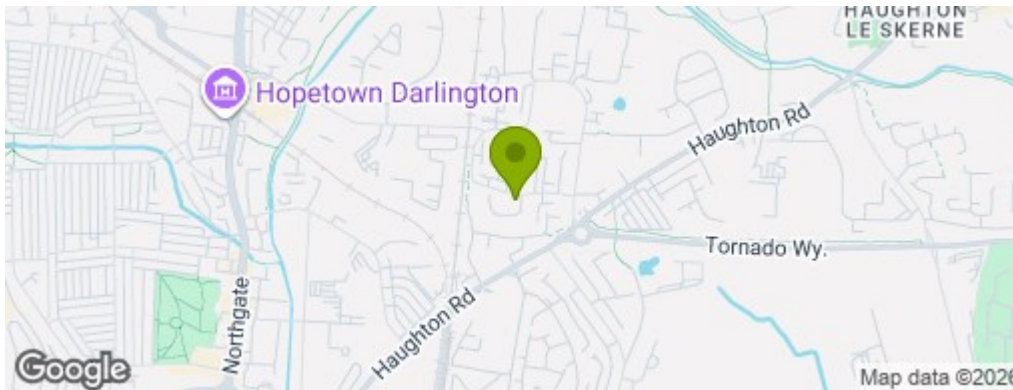 HAUGHTON
LE SKERNE
Hopetown Darlington
Haughton Rd
Tornado Wy.
Northgate
Haughton Rd
Google
Map data ©2026